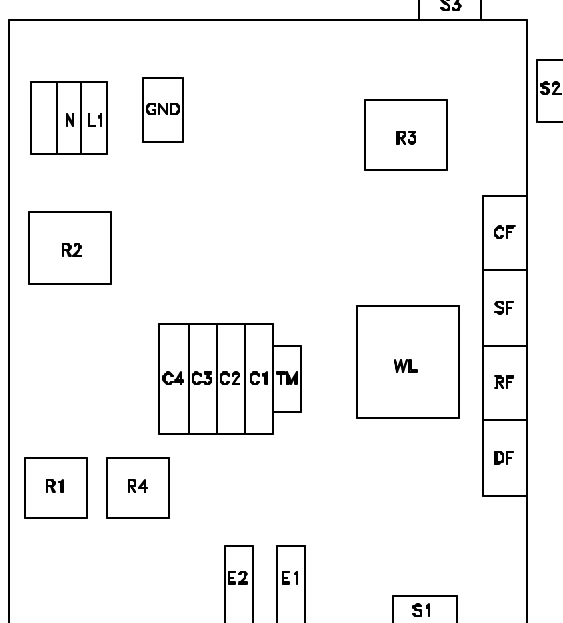 S3
S2
N L1 GND
R3
CF
R2
SF
WL
C4 C3 C2 C1 TM
RF
DF
R1 R4
E2 E1
S1